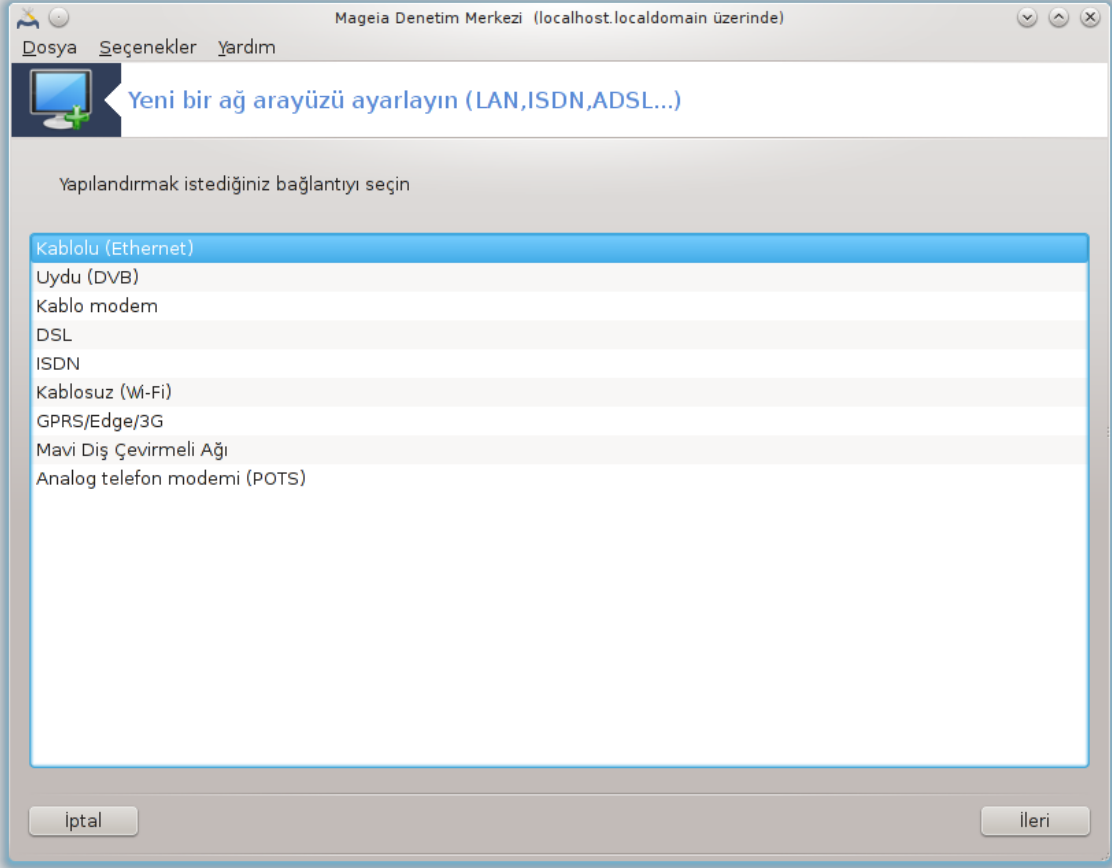 Mageia Denetim Merkezi (localhost.localdomain üzerinde)
Dosya Seçenekler Yardım
Yeni bir ağ arayüzü ayarlayın (LAN,ISDN,ADSL...)
Yapılandırmak istediğiniz bağlantıyı seçin
Kablolu (Ethernet)
Uydu (DVB)
Kablo modem
DSL
ISDN
Kablosuz (Wi-Fi)
GPRS/Edge/3G
Mavi Diş Çevirmeli Ağı
Analog telefon modemi (POTS)
İptal İleri